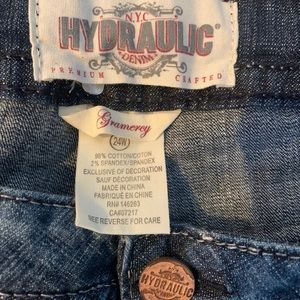 N.Y.C
HYDRAULIC®
DENIM
PREMIUM CRAFTED
Gramercy
24W
98% COTTON/COTON
2% SPANDEX/SPANDEX
EXCLUSIVE OF DECORATION
SAUF DECORATION
MADE IN CHINA
FABRIQUÉ EN CHINE
RN# 146263
CA#07217
SEE REVERSE FOR CARE
HYDRAULIC